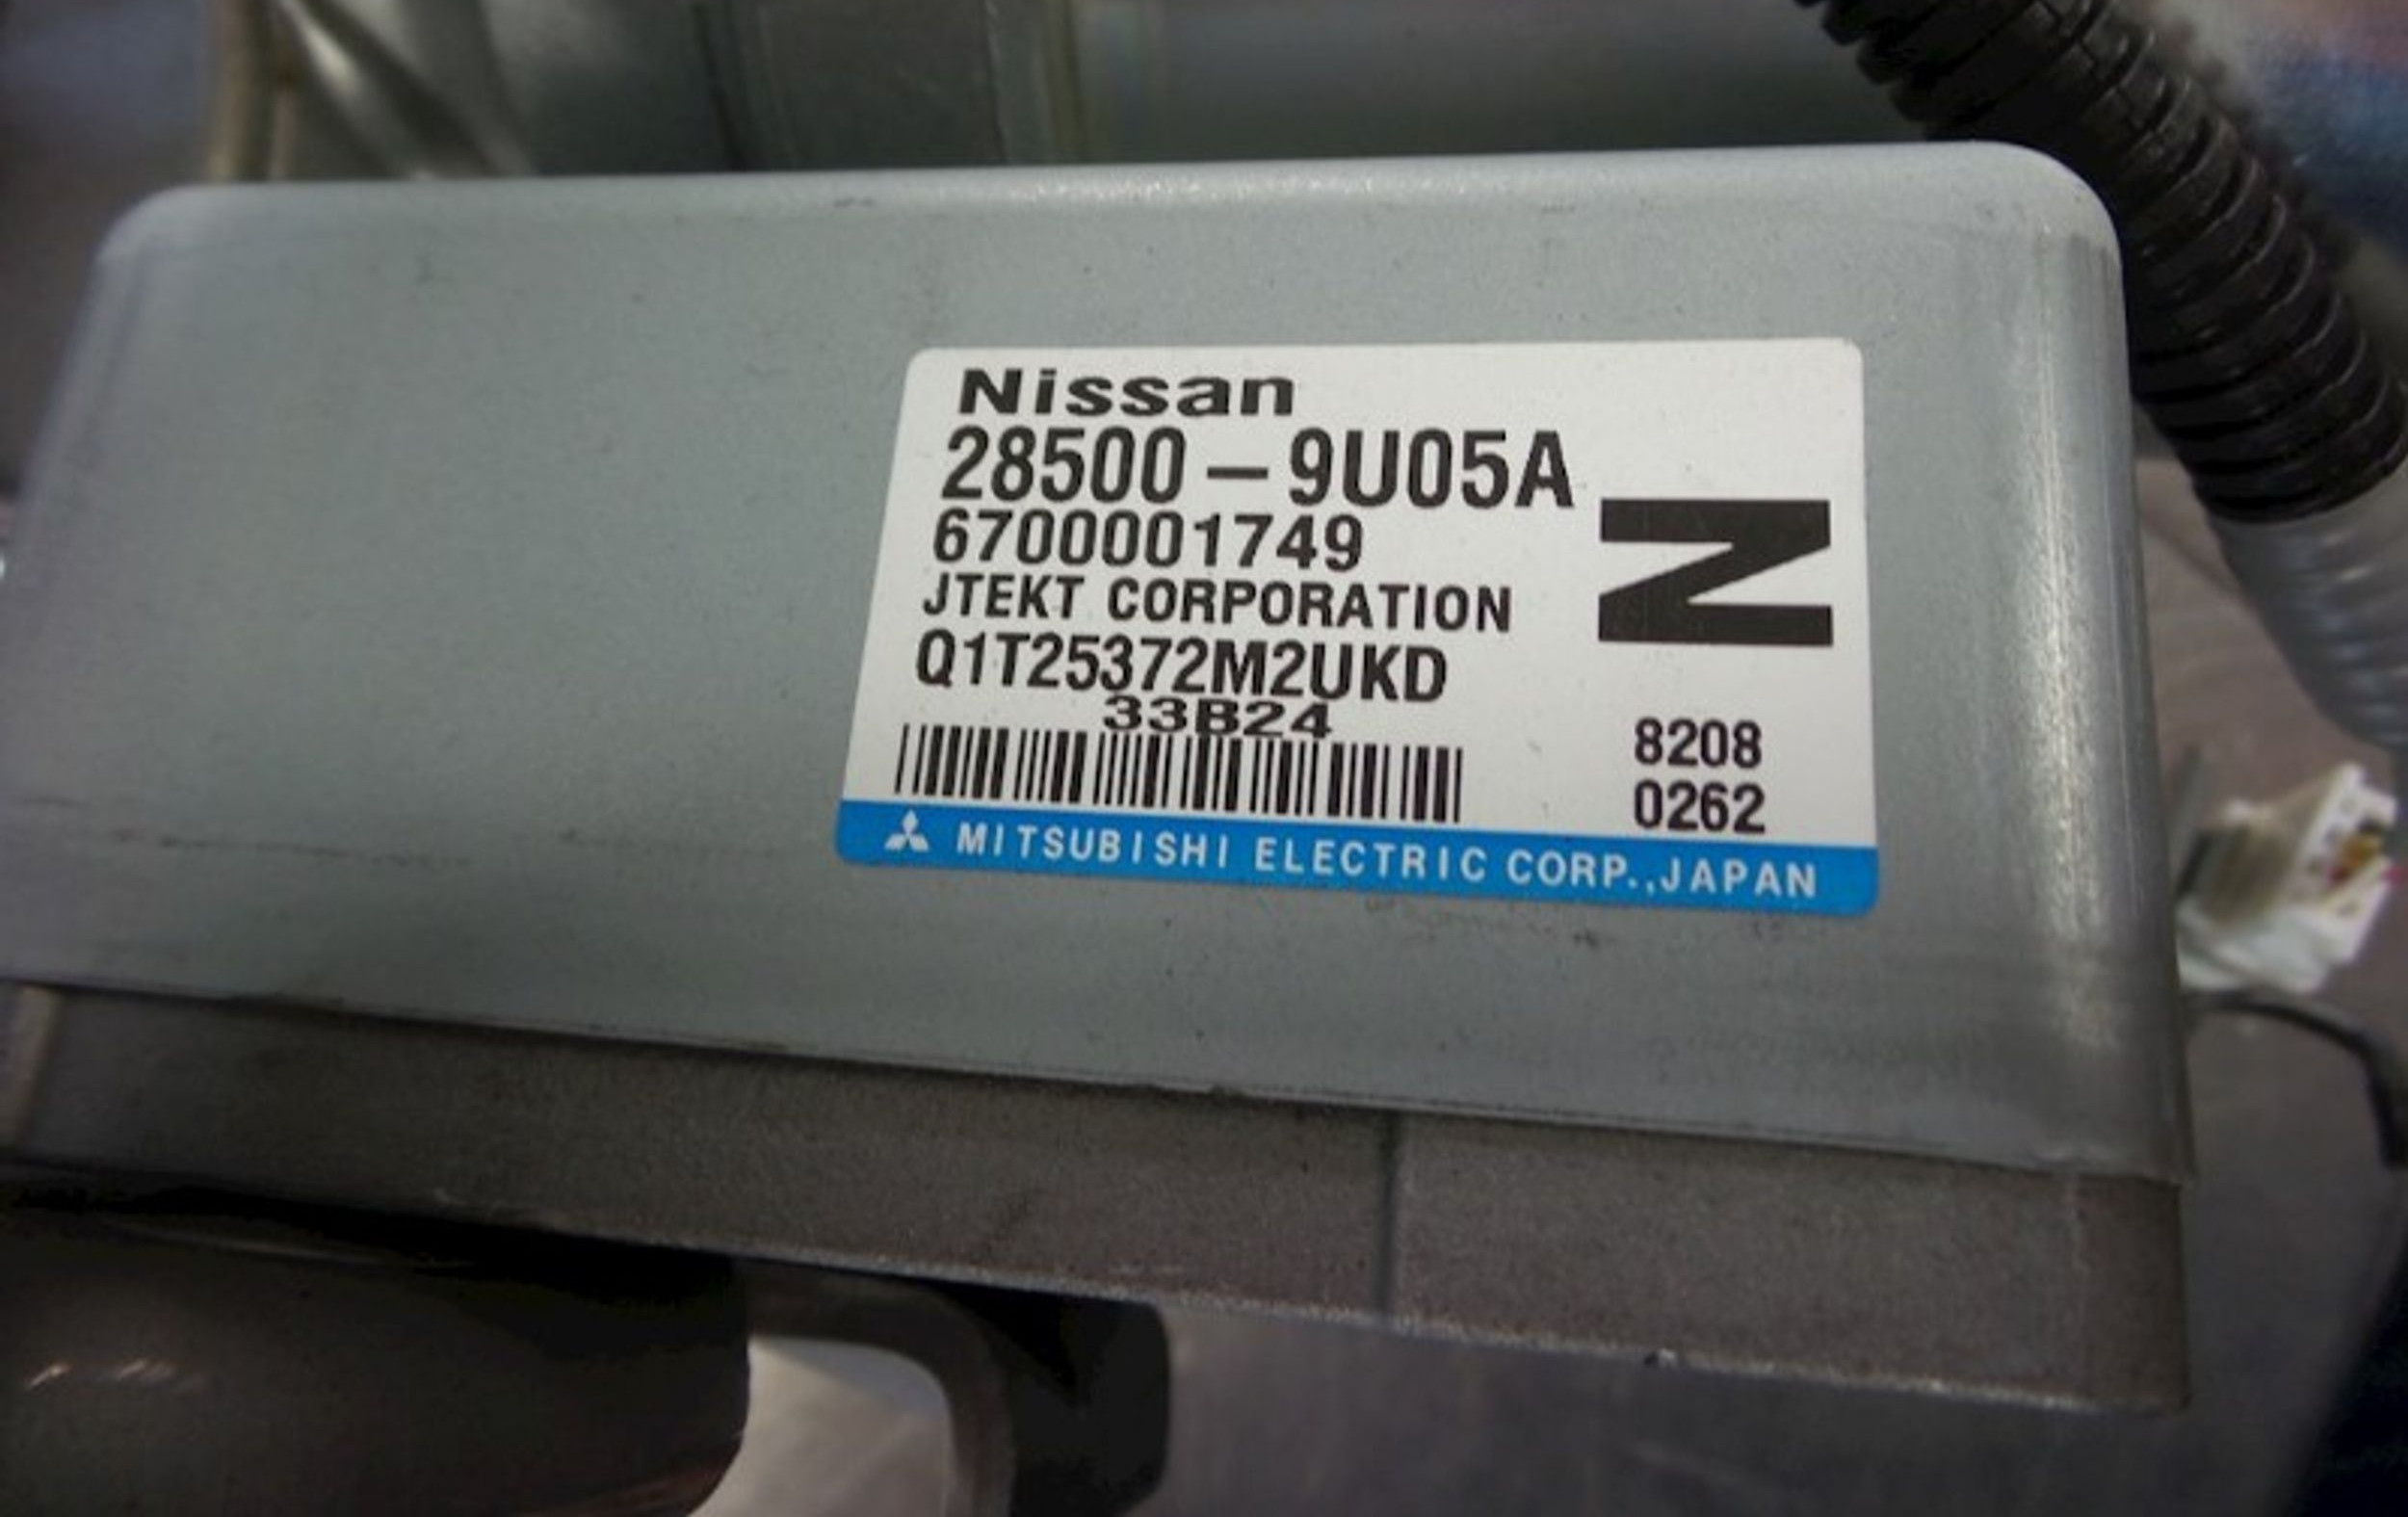 Nissan
28500-9U05A
6700001749
JTEKT CORPORATION
Q1T25372M2UKD
33B24
N
8208
0262
MITSUBISHI ELECTRIC CORP.,JAPAN